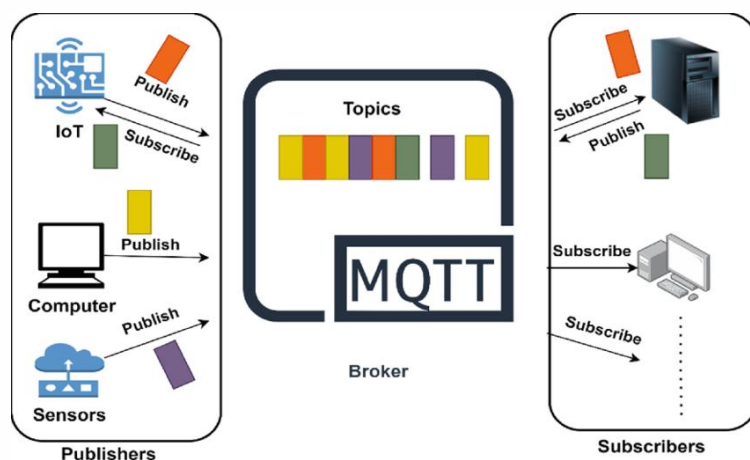 Publish
IoT
Subscribe
Publish
Computer
Publish
Sensors
Publishers
Topics
MQTT
Broker
Subscribe
Publish
Subscribe
Subscribe
Subscribers